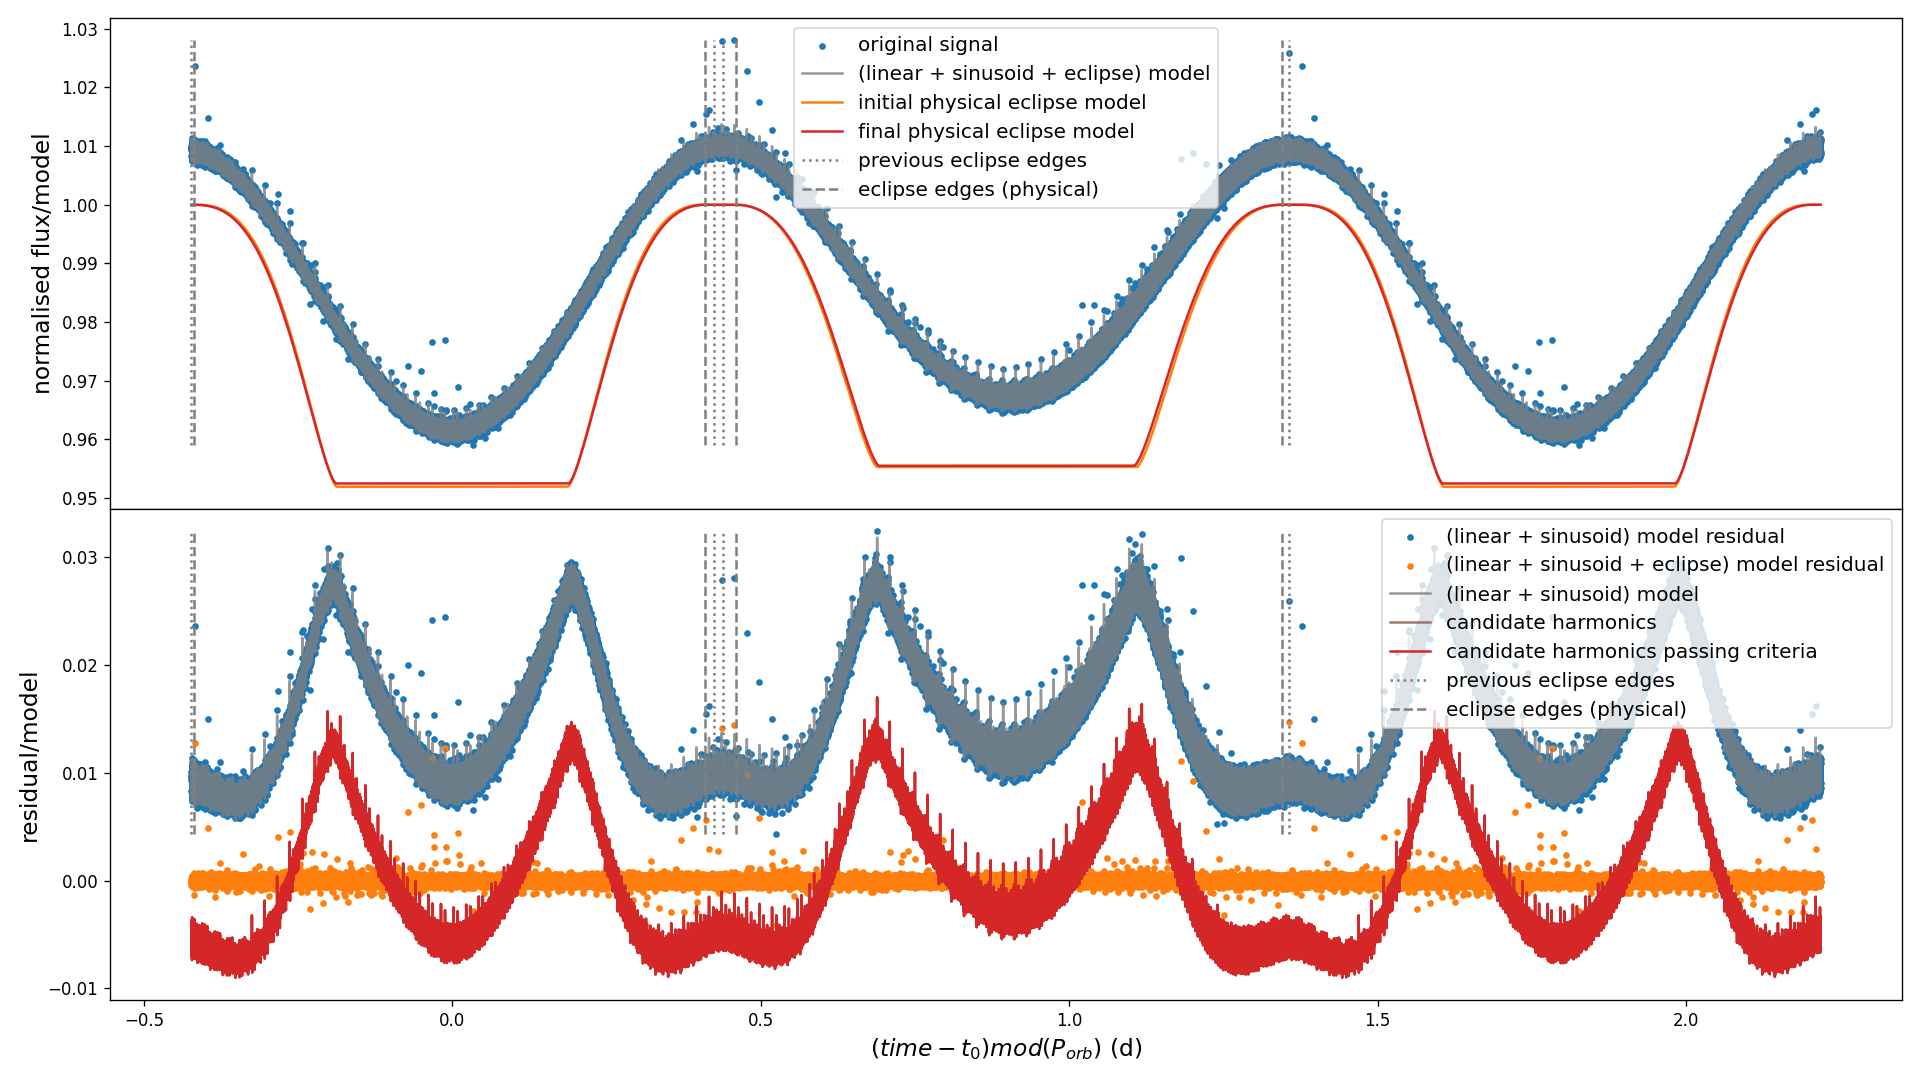 1.03
1.02
1.01
1.00
0.99
0.98
0.97
0.96
0.95
normalised flux/model
original signal
(linear + sinusoid + eclipse) model
initial physical eclipse model
final physical eclipse model
previous eclipse edges
eclipse edges (physical)
0.03
0.02
0.01
0.00
−0.01
residual/model
(linear + sinusoid) model residual
(linear + sinusoid + eclipse) model residual
(linear + sinusoid) model
candidate harmonics
candidate harmonics passing criteria
previous eclipse edges
eclipse edges (physical)
−0.5 0.0 0.5 1.0 1.5 2.0
(time − t₀)mod(P_orb) (d)